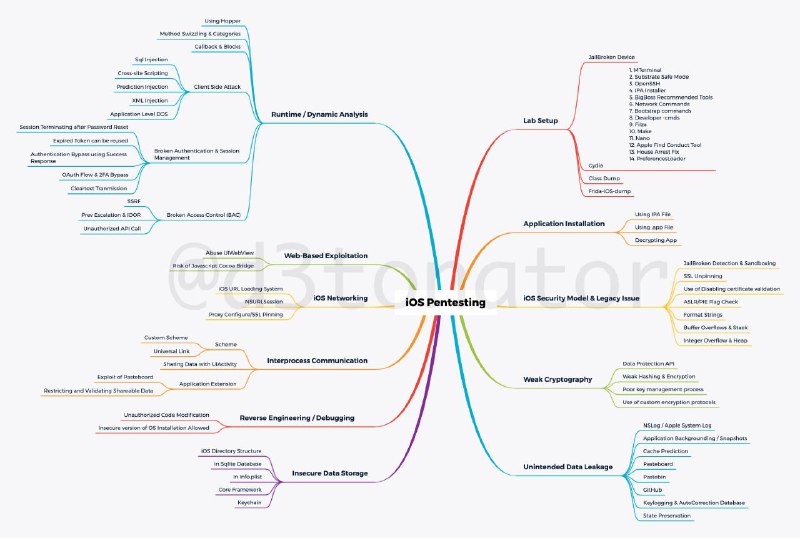 Using Hopper
Method Swizzling & Categories
Callback & Blocks
Sql Injection
Cross-site Scripting
Prediction Injection
XML Injection
Application Level DOS
Client Side Attack
Runtime / Dynamic Analysis
Session Terminating after Password Reset
Expired Token can be reused
Authentication Bypass using Success
Response
OAuth Flow & 2FA Bypass
Clearnest Tranmission
Broken Authentication & Session
Management
SSRF
Prev Escalation & IDOR
Unauthorized API Call
Broken Access Control (BAC)
Abuse UIWebView
Risk of Javascript Cocoa Bridge
Web-Based Exploitation
iOS URL Loading System
NSURLSession
Proxy Configure/SSL Pinning
iOS Networking
Custom Scheme
Universal Link
Scheme
Sharing Data with UIActivity
Exploit of Pasteboard
Restricting and Validating Shareable Data
Application Extension
Interprocess Communication
Unauthorized Code Modification
Insecure version of OS Installation Allowed
Reverse Engineering / Debugging
iOS Directory Structure
in Sqlite Database
In Info.plist
Core Framework
Keychain
Insecure Data Storage
@d3tonator
iOS Pentesting
Lab Setup
JailBroken Device
1. MTerminal
2. Substrate Safe Mode
3. OpenSSH
4. IPA Installer
5. BigBoss Recommended Tools
6. Network Commands
7. Bootstrap commands
8. Developer -cmds
9. Filza
10. Make
11. Nano
12. Apple Find Conduct Tool
13. House Arrest Fix
14. PreferencesLoader
Cydia
Class Dump
Frida-iOS-dump
Application Installation
Using IPA File
Using .app File
Decrypting App
iOS Security Model & Legacy Issue
JailBroken Detection & Sandboxing
SSL Unpinning
Use of Disabling certificate validation
ASLR/PIE Flag Check
Format Strings
Buffer Overflows & Stack
Integer Overflow & Heap
Weak Cryptography
Data Protection API
Weak Hashing & Encryption
Poor key management process
Use of custom encryption protocols
Unintended Data Leakage
NSLog / Apple System Log
Application Backgrounding / Snapshots
Cache Prediction
Pasteboard
Pastebin
GitHub
Keylogging & AutoCorrection Database
State Preservation